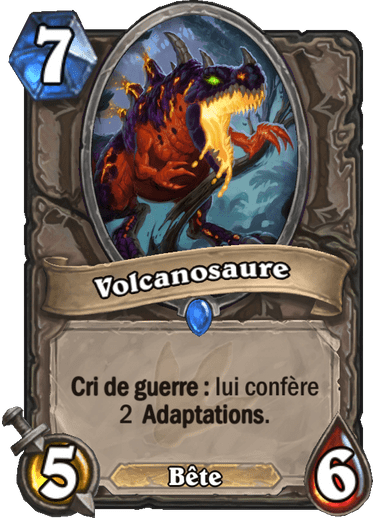 7
Volcanosaure
Cri de guerre : lui confère
2 Adaptations.
5
Bête
6